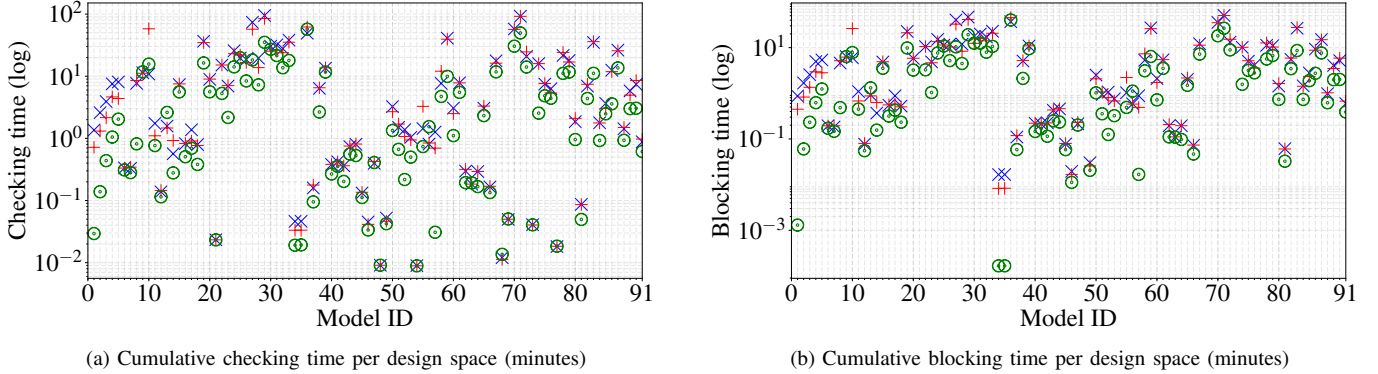 Checking time (log)
10²
10¹
10⁰
10⁻¹
10⁻²
0 10 20 30 40 50 60 70 80 91
Model ID
(a) Cumulative checking time per design space (minutes)
Blocking time (log)
10¹
10⁻¹
10⁻³
0 10 20 30 40 50 60 70 80 91
Model ID
(b) Cumulative blocking time per design space (minutes)